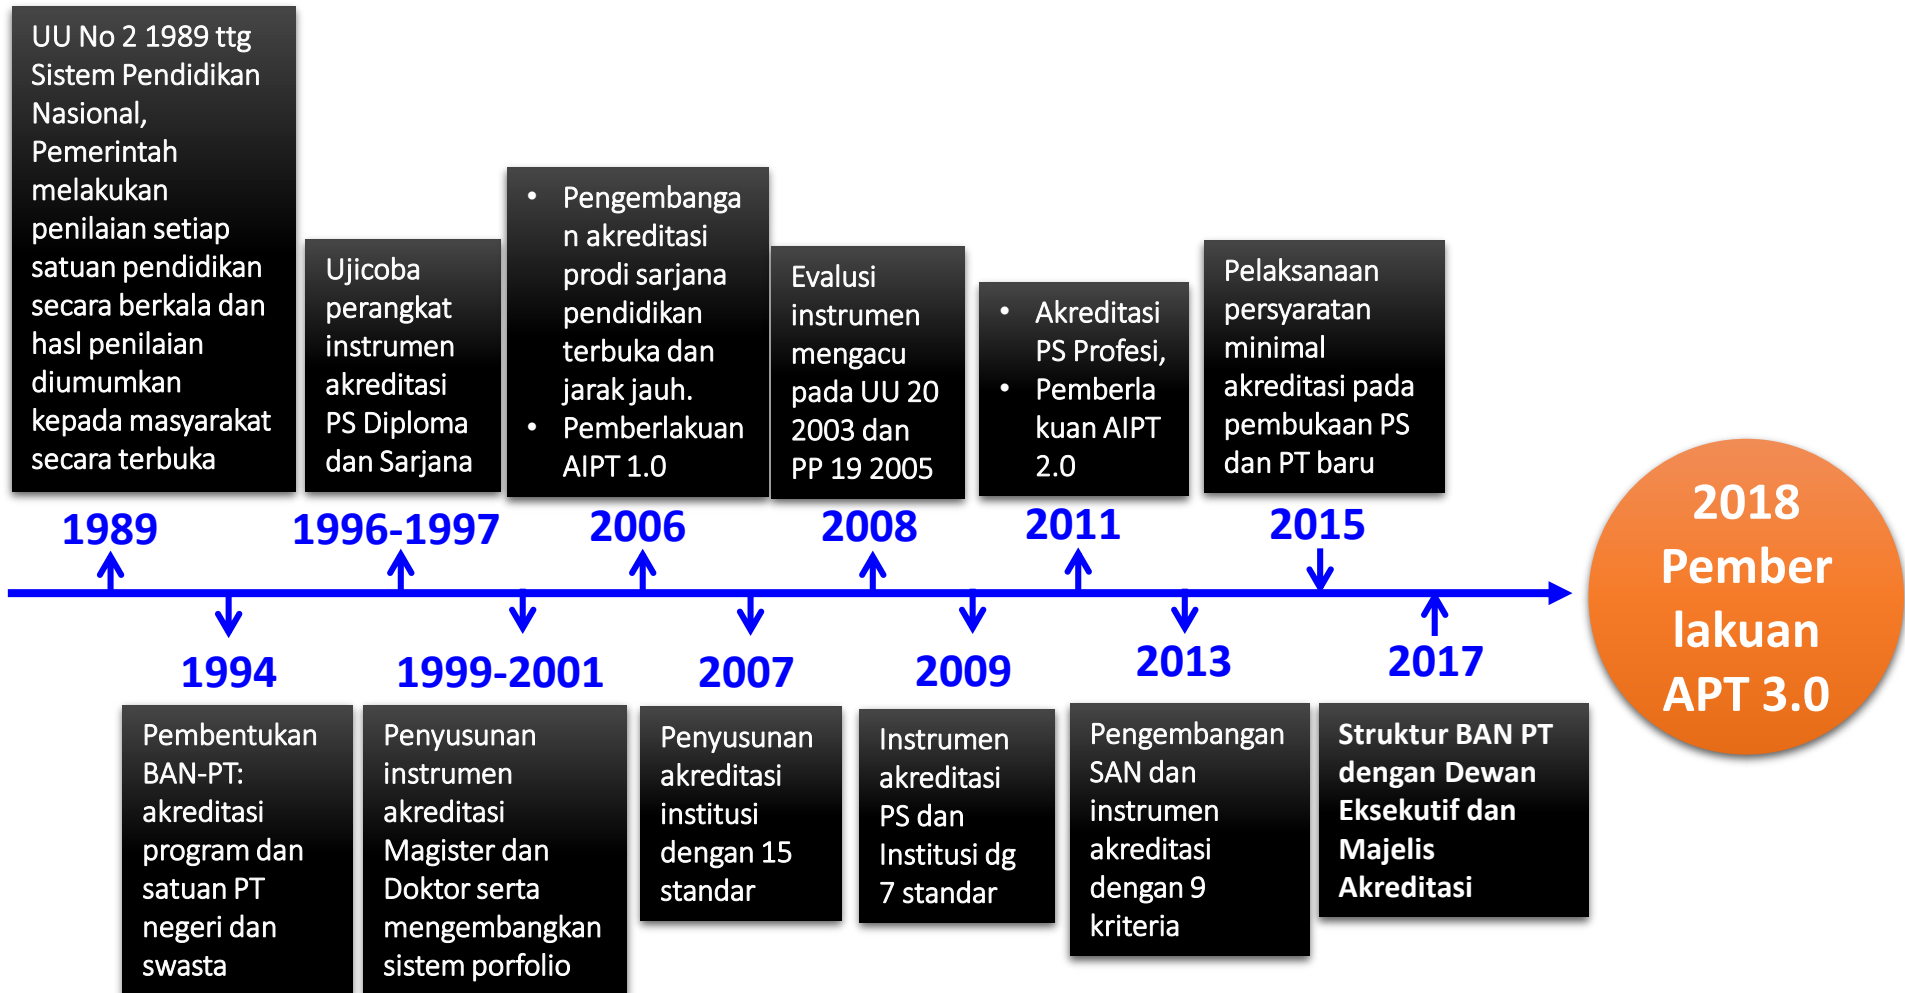 UU No 2 1989 ttg
Sistem Pendidikan
Nasional,
Pemerintah
melakukan
penilaian setiap
satuan pendidikan
secara berkala dan
hasl penilaian
diumumkan
kepada masyarakat
secara terbuka
1989
Pembentukan
BAN-PT:
akreditasi
program dan
satuan PT
negeri dan
swasta
1994
Ujicoba
perangkat
instrumen
akreditasi
PS Diploma
dan Sarjana
1996-1997
1999-2001
Penyusunan
instrumen
akreditasi
Magister dan
Doktor serta
mengembangkan
sistem porfolio
• Pengembanga
n akreditasi
prodi sarjana
pendidikan
terbuka dan
jarak jauh.
• Pemberlakuan
AIPT 1.0
2006
2007
Penyusunan
akreditasi
institusi
dengan 15
standar
Evalusi
instrumen
mengacu
pada UU 20
2003 dan
PP 19 2005
2008
2009
Instrumen
akreditasi
PS dan
Institusi dg
7 standar
• Akreditasi
PS Profesi,
• Pemberla
kuan AIPT
2.0
2011
2013
Pengembangan
SAN dan
instrumen
akreditasi
dengan 9
kriteria
Pelaksanaan
persyaratan
minimal
akreditasi pada
pembukaan PS
dan PT baru
2015
2017
Struktur BAN PT
dengan Dewan
Eksekutif dan
Majelis
Akreditasi
2018
Pember
lakuan
APT 3.0